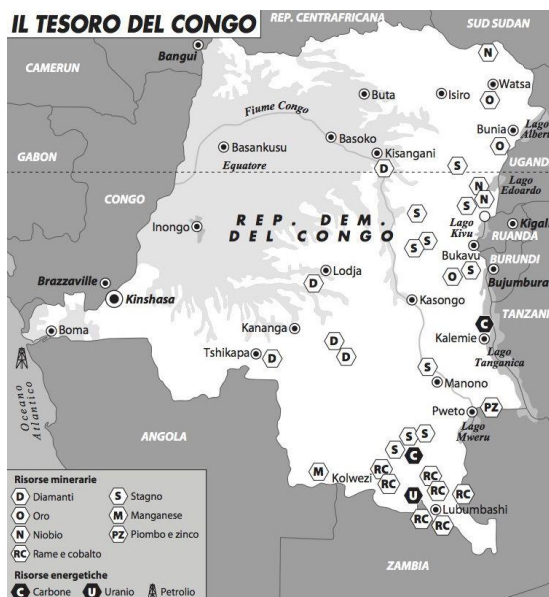 IL TESORO DEL CONGO
REP. CENTRAFRICANA
SUD SUDAN
CAMERUN
Bangui
N
Watsa
Buta
Isiro
O
Fiume Congo
Bunia
Lago
Alberto
Basoko
O
Basankusu
Kisangani
GABON
Equatore
D
S
UGANDA
CONGO
N
Lago
Edoardo
S
N
REP. DEM.
DEL CONGO
S
Inongo
Lago
Kivu
Kigali
S
S
RUANDA
Bukavu
BURUNDI
Lodja
O
S
Bujumbura
Brazzaville
D
Kinshasa
Kasongo
TANZANIA
C
Boma
Kananga
Kalemie
D
Tshikapa
D
D
Lago
Tanganica
S
Manono
Oceano
Atlantico
Pweto
PZ
ANGOLA
S
S
Lago
Mweru
S
C
M
Kolwezi
RC
RC
RC
RC
RC
U
Lubumbashi
RC
RC
ZAMBIA
Risorse minerarie
D Diamanti
S Stagno
O Oro
M Manganese
N Niobio
PZ Piombo e zinco
RC Rame e cobalto
Risorse energetiche
C Carbone
U Uranio
Petrolio